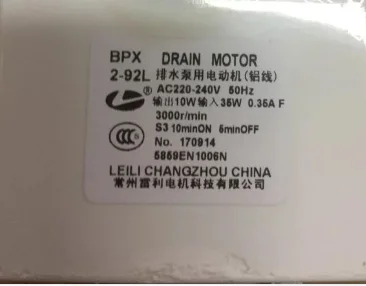 BPX DRAIN MOTOR
2-92L 排水泵用电动机(铝线)
® AC220-240V 50Hz
输出10W输入35W 0.35A F
3000r/min
S3 10minON 5minOFF
No. 170914
5859EN1006N
LEILI CHANGZHOU CHINA
常州雷利电机科技有限公司